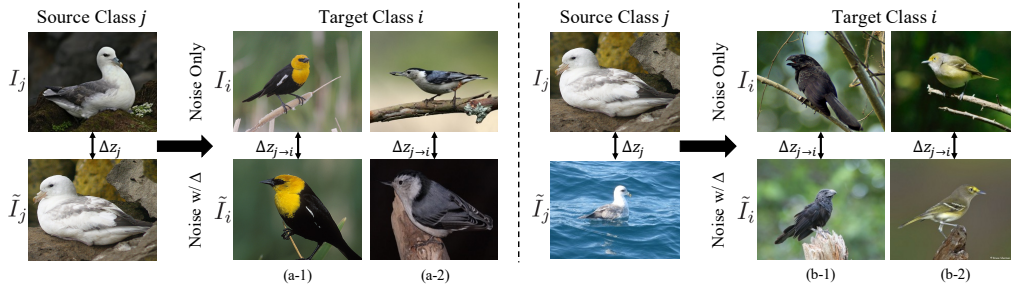 Source Class j
Target Class i
I_j
Noise Only
I_i
Δz_j
Δz_{j→i}
Δz_{j→i}
Ĩ_j
Noise w/ Δ
Ĩ_i
(a-1)
(a-2)
Source Class j
Target Class i
I_j
Noise Only
I_i
Δz_j
Δz_{j→i}
Δz_{j→i}
Ĩ_j
Noise w/ Δ
Ĩ_i
(b-1)
(b-2)